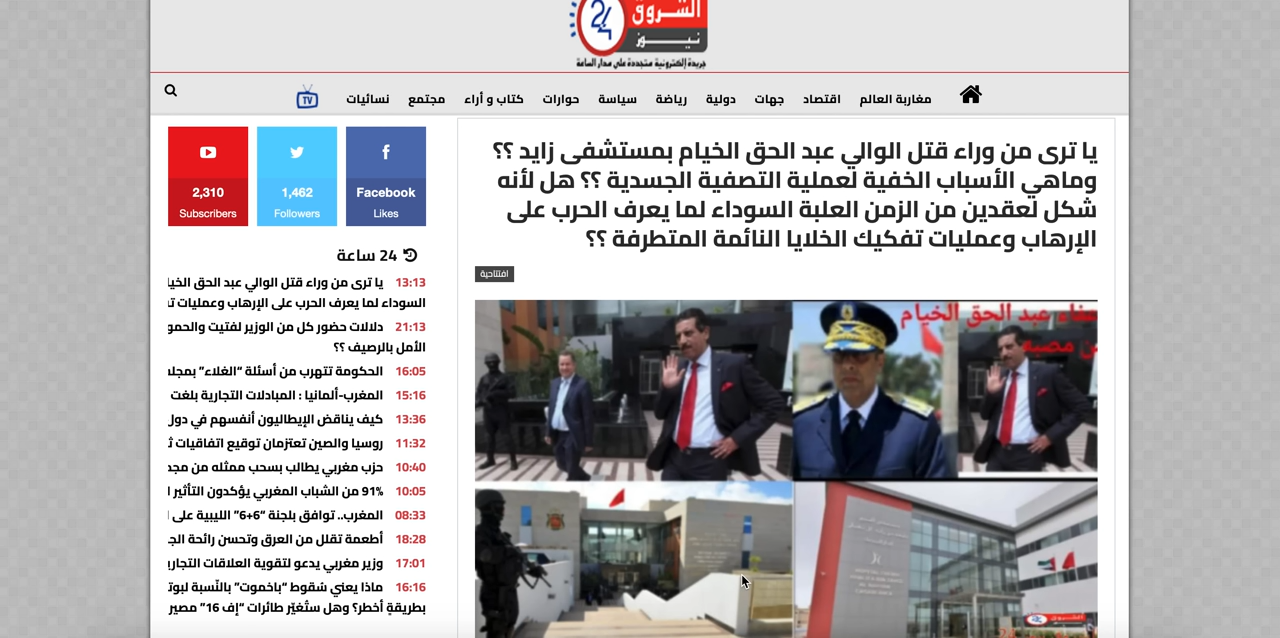 الشروق
24
نيوز
جريدة إلكترونية متجددة على مدار الساعة
مغاربة العالم
اقتصاد
جهات
دولية
رياضة
سياسة
حوارات
كتاب و أراء
مجتمع
نسائيات
TV
يا ترى من وراء قتل الوالي عبد الحق الخيام بمستشفى زايد ؟؟
وماهي الأسباب الخفية لعملية التصفية الجسدية ؟؟ هل لأنه
شكل لعقدين من الزمن العلبة السوداء لما يعرف الحرب على
الإرهاب وعمليات تفكيك الخلايا النائمة المتطرفة ؟؟
افتتاحية
عبد الحق الخيام
الشروق
Facebook
Likes
1,462
Followers
2,310
Subscribers
24 ساعة
13:13 يا ترى من وراء قتل الوالي عبد الحق الخيا
السوداء لما يعرف الحرب على الإرهاب وعمليات
21:13 دلالات حضور كل من الوزير لفتيت والحمو
الأمل بالرصيف ؟؟
16:05 الحكومة تتهرب من أسئلة “الغلاء” بمجلس
15:16 المغرب-ألمانيا : المبادلات التجارية بلغت
13:36 كيف يناقض الإيطاليون أنفسهم في دول
11:32 روسيا والصين تعتزمان توقيع اتفاقيات
10:40 حزب مغربي يطالب بسحب ممثله من مجد
10:05 91% من الشباب المغربي يؤكدون التأثير
08:33 المغرب.. توافق بلجنة “6+6” الليبية على
18:28 أطعمة تقلل من العرق وتحسن رائحة الجـ
17:01 وزير مغربي يدعو لتقوية العلاقات التجار
16:16 ماذا يعني سُقوط “باخموت” بالنّسبة لبوت
بطريقةٍ أخطر؟ وهل ستُغيّر طائرات “إف 16” مصير